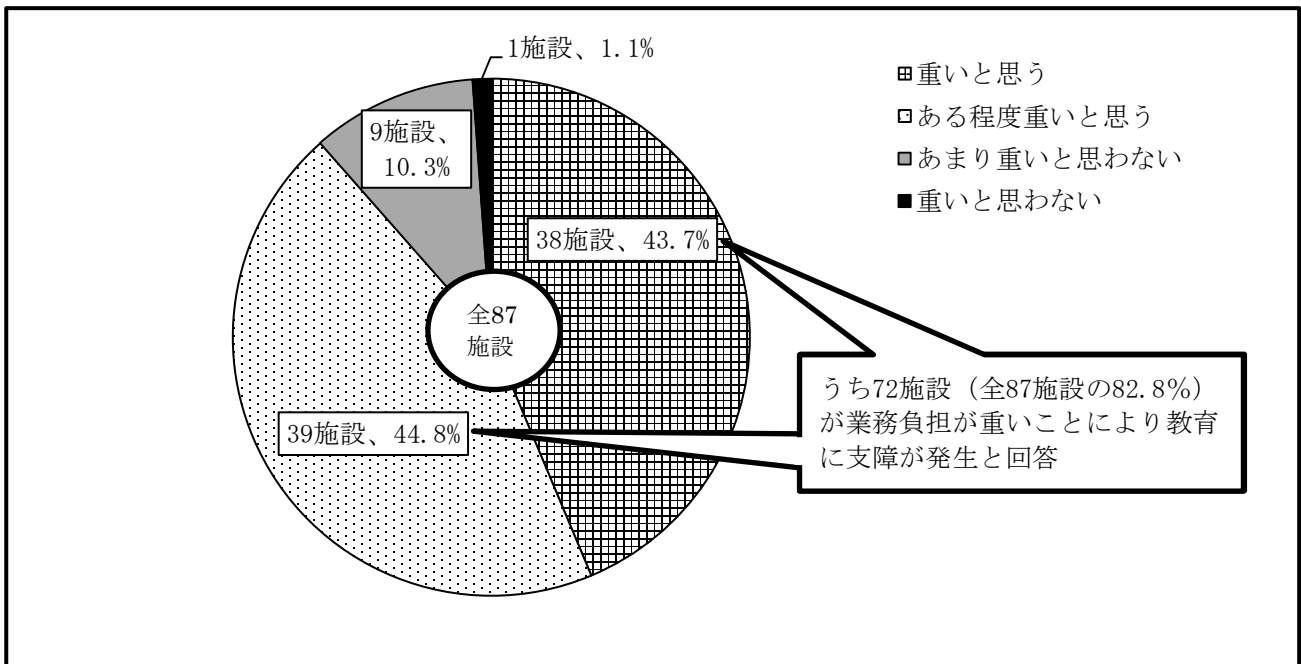 1施設、1.1%
9施設、
10.3%
38施設、43.7%
全87
施設
39施設、44.8%
重いと思う
ある程度重いと思う
あまり重いと思わない
重いと思わない
うち72施設（全87施設の82.8％）
が業務負担が重いことにより教育
に支障が発生と回答